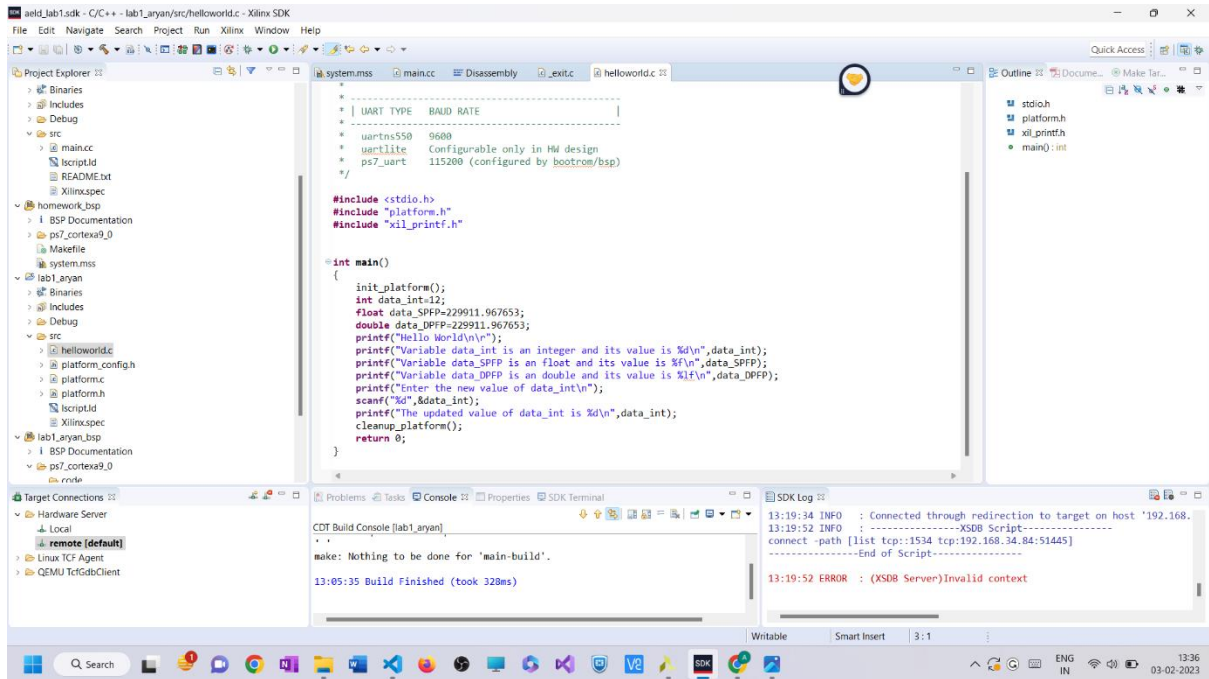 aeld_lab1.sdk - C/C++ - lab1_aryan/src/helloworld.c - Xilinx SDK
File Edit Navigate Search Project Run Xilinx Window Help
Quick Access
Project Explorer
Binaries
Includes
Debug
src
main.cc
lscript.ld
README.txt
Xilinx.spec
homework_bsp
BSP Documentation
ps7_cortexa9_0
Makefile
system.mss
lab1_aryan
Binaries
Includes
Debug
src
helloworld.c
platform_config.h
platform.c
platform.h
lscript.ld
Xilinx.spec
lab1_aryan_bsp
BSP Documentation
ps7_cortexa9_0
code
system.mss main.cc Disassembly _exit.c helloworld.c
*
* ------------------------------------------------
* | UART TYPE   BAUD RATE                        |
* ------------------------------------------------
*   uartns550   9600
*   uartlite    Configurable only in HW design
*   ps7_uart    115200 (configured by bootrom/bsp)
*/
#include <stdio.h>
#include "platform.h"
#include "xil_printf.h"
int main()
{
init_platform();
int data_int=12;
float data_SPFP=229911.967653;
double data_DPFP=229911.967653;
printf("Hello World\n\r");
printf("Variable data_int is an integer and its value is %d\n",data_int);
printf("Variable data_SPFP is an float and its value is %f\n",data_SPFP);
printf("Variable data_DPFP is an double and its value is %lf\n",data_DPFP);
printf("Enter the new value of data_int\n");
scanf("%d",&data_int);
printf("The updated value of data_int is %d\n",data_int);
cleanup_platform();
return 0;
}
Outline Docume... Make Tar...
stdio.h
platform.h
xil_printf.h
main() : int
Target Connections
Hardware Server
Local
remote [default]
Linux TCF Agent
QEMU TcfGdbClient
Problems Tasks Console Properties SDK Terminal
CDT Build Console [lab1_aryan]
' '
make: Nothing to be done for 'main-build'.
13:05:35 Build Finished (took 328ms)
SDK Log
13:19:34 INFO : Connected through redirection to target on host '192.168.
13:19:52 INFO : ----------------XSDB Script----------------
connect -path [list tcp::1534 tcp:192.168.34.84:51445]
----------------End of Script----------------
13:19:52 ERROR : (XSDB Server)Invalid context
Writable Smart Insert 3 : 1
Search
1
SDK
ENG
IN
13:36
03-02-2023